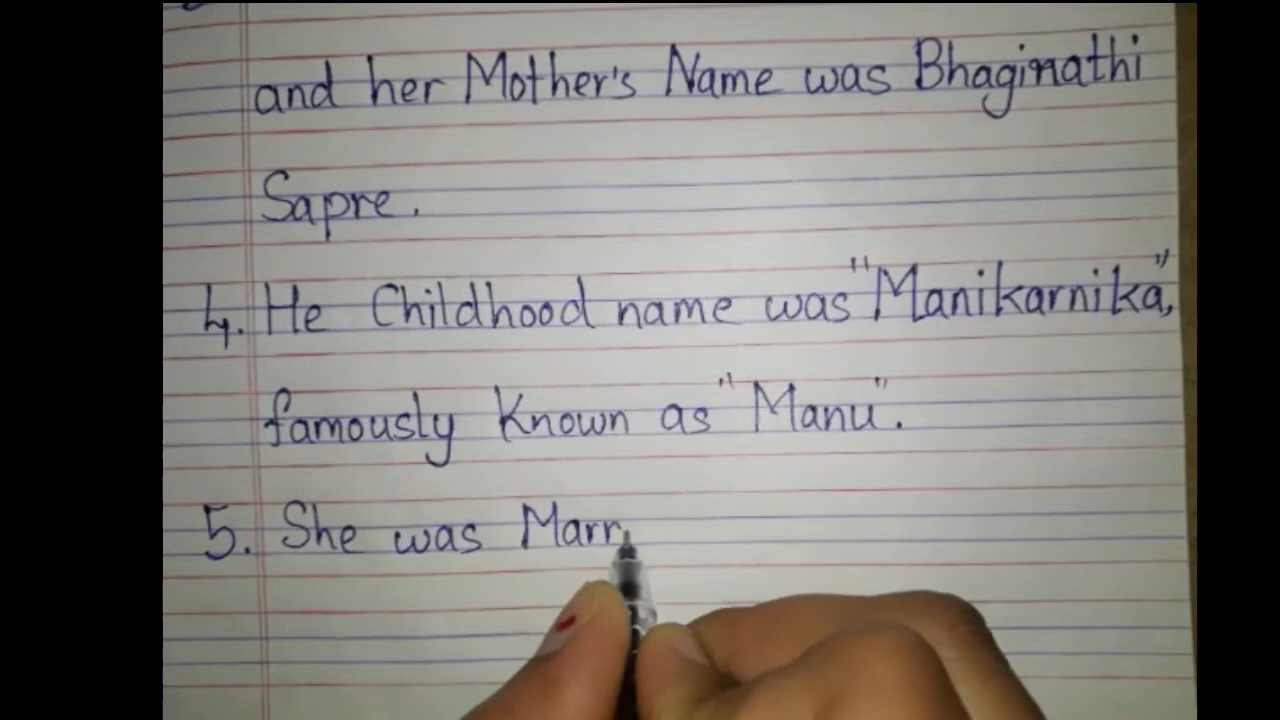 and her Mother's Name was Bhaginathi
Sapre.
4. He Childhood name was "Manikarnika",
famously Known as "Manu".
5. She was Marr